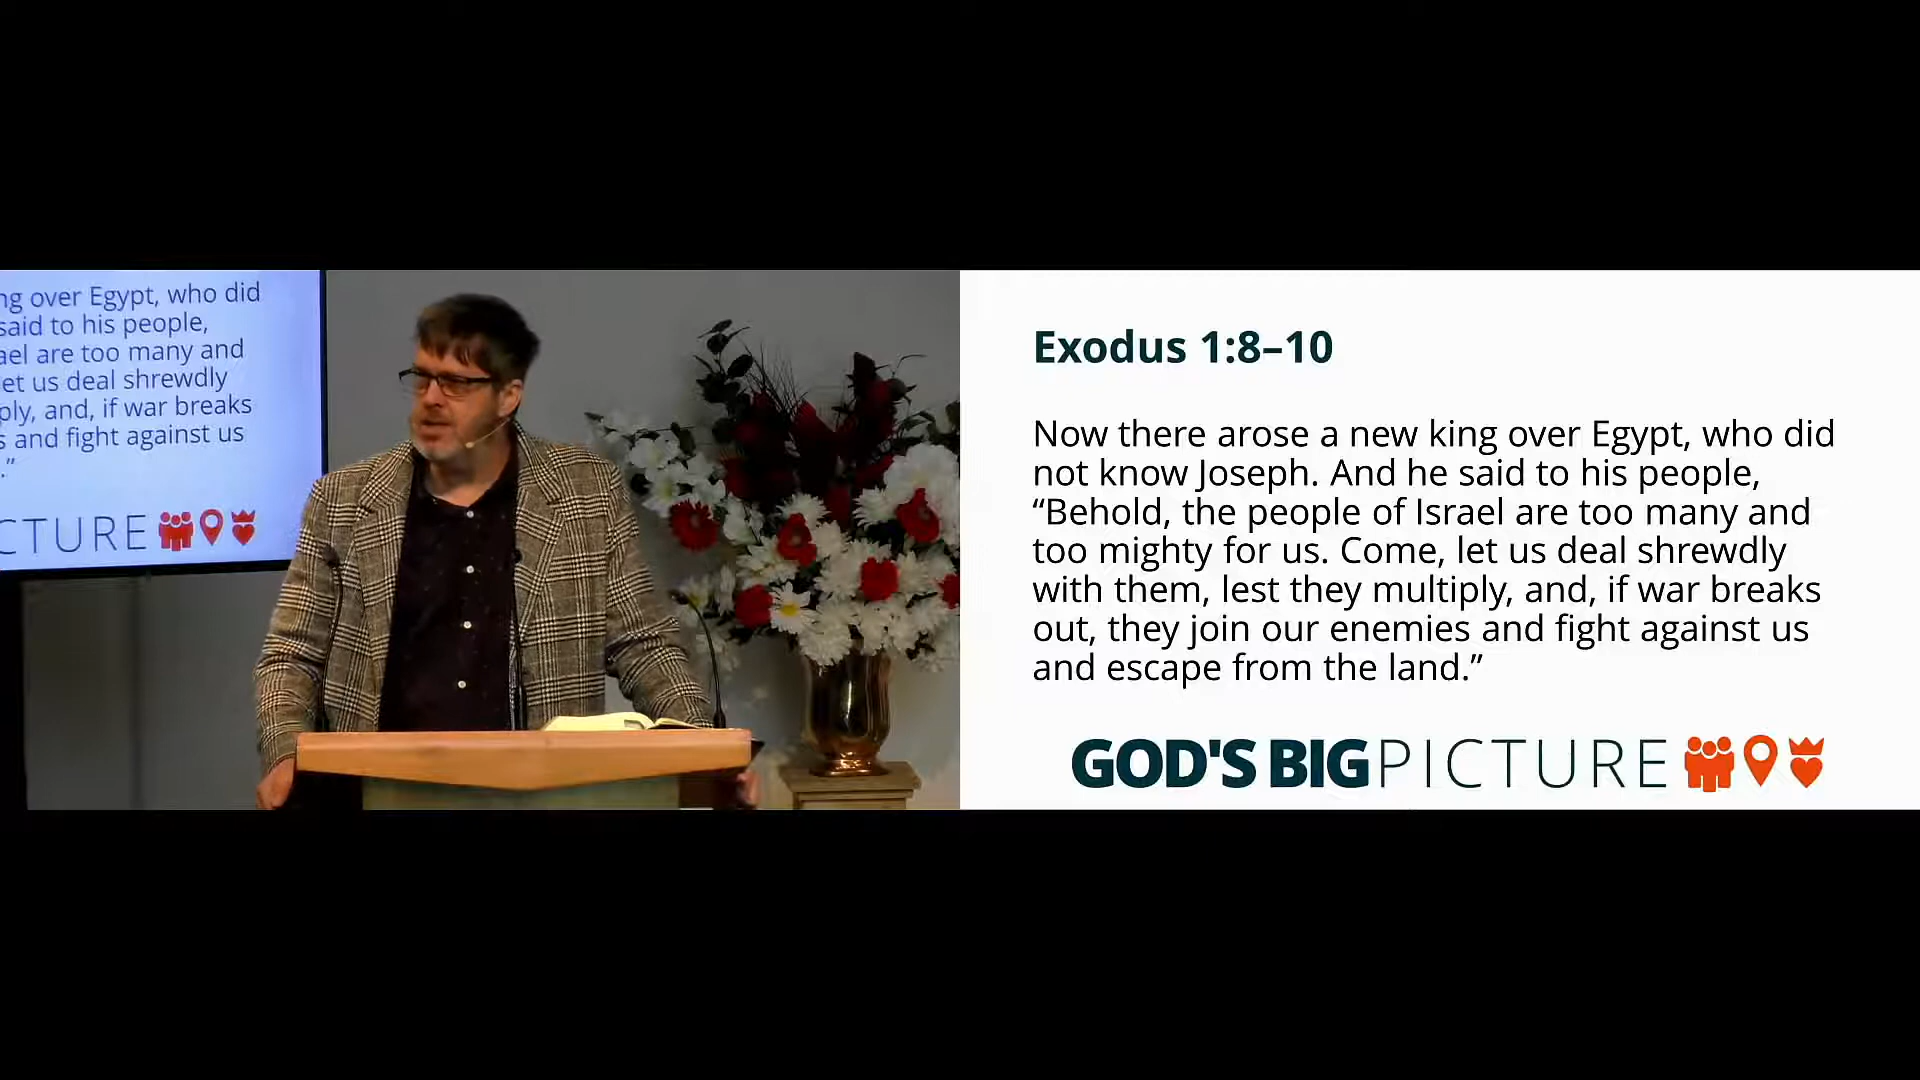 ng over Egypt, who did
said to his people,
ael are too many and
et us deal shrewdly
ply, and, if war breaks
s and fight against us
.”
CTURE
Exodus 1:8–10
Now there arose a new king over Egypt, who did
not know Joseph. And he said to his people,
“Behold, the people of Israel are too many and
too mighty for us. Come, let us deal shrewdly
with them, lest they multiply, and, if war breaks
out, they join our enemies and fight against us
and escape from the land.”
GOD'S BIG PICTURE